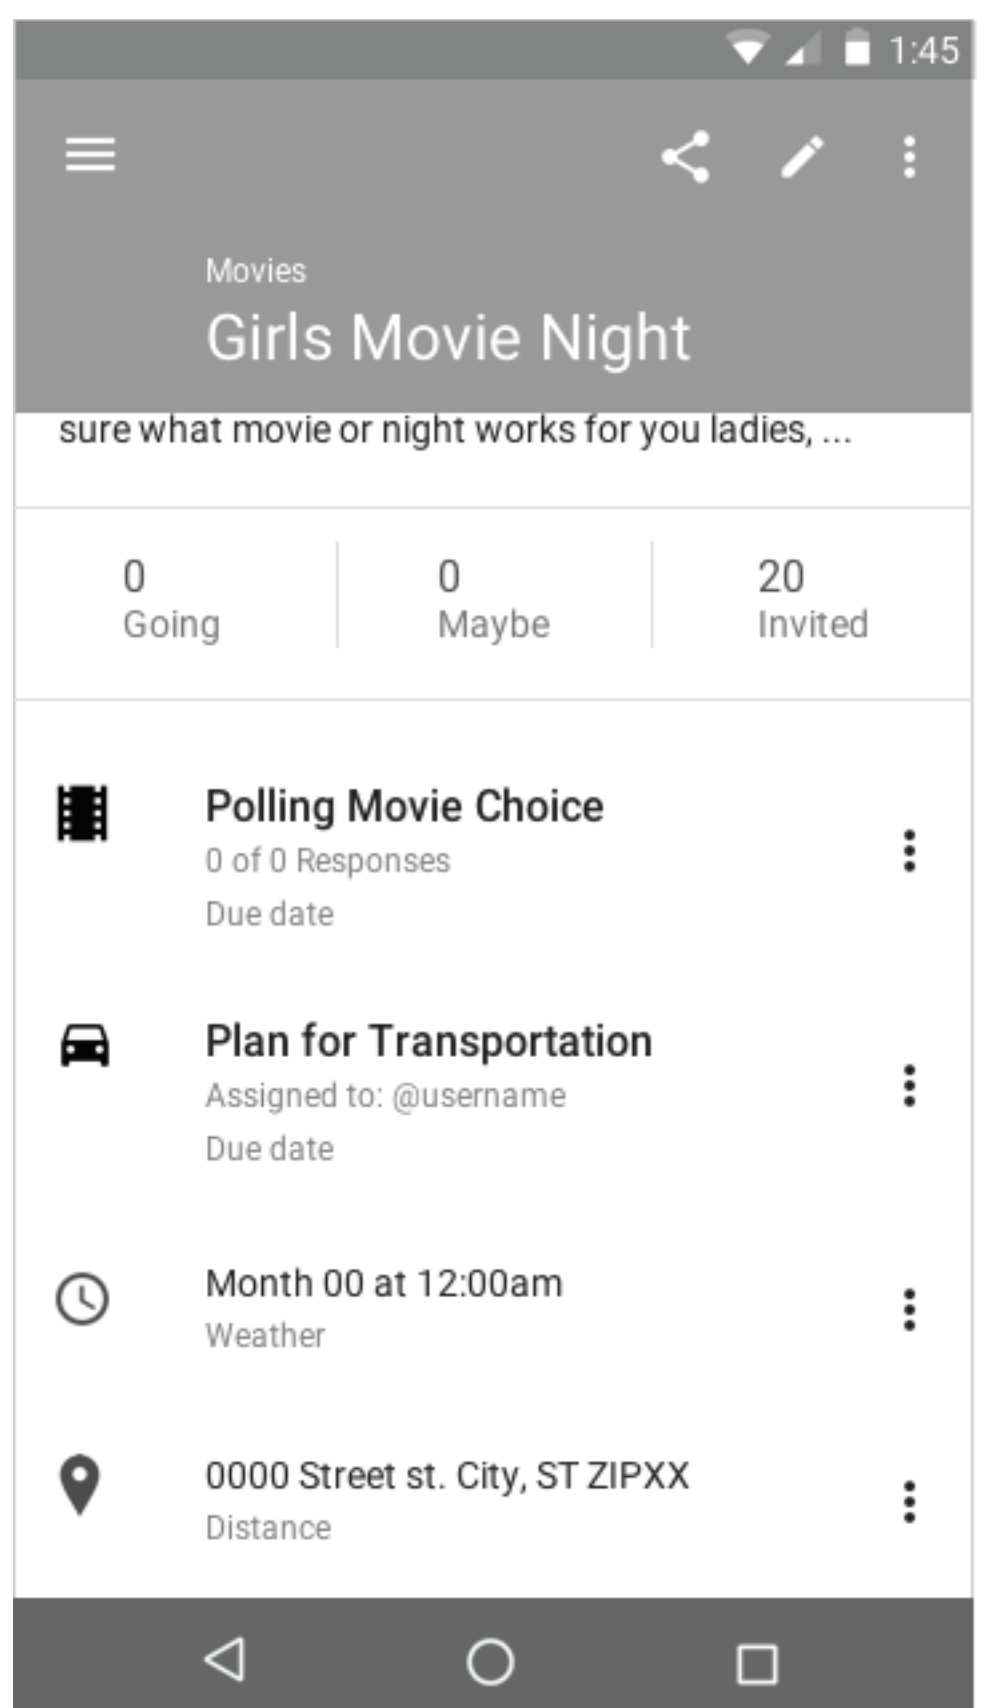 1:45
Movies
Girls Movie Night
sure what movie or night works for you ladies, ...
0
Going
0
Maybe
20
Invited
Polling Movie Choice
0 of 0 Responses
Due date
Plan for Transportation
Assigned to: @username
Due date
Month 00 at 12:00am
Weather
0000 Street st. City, ST ZIPXX
Distance